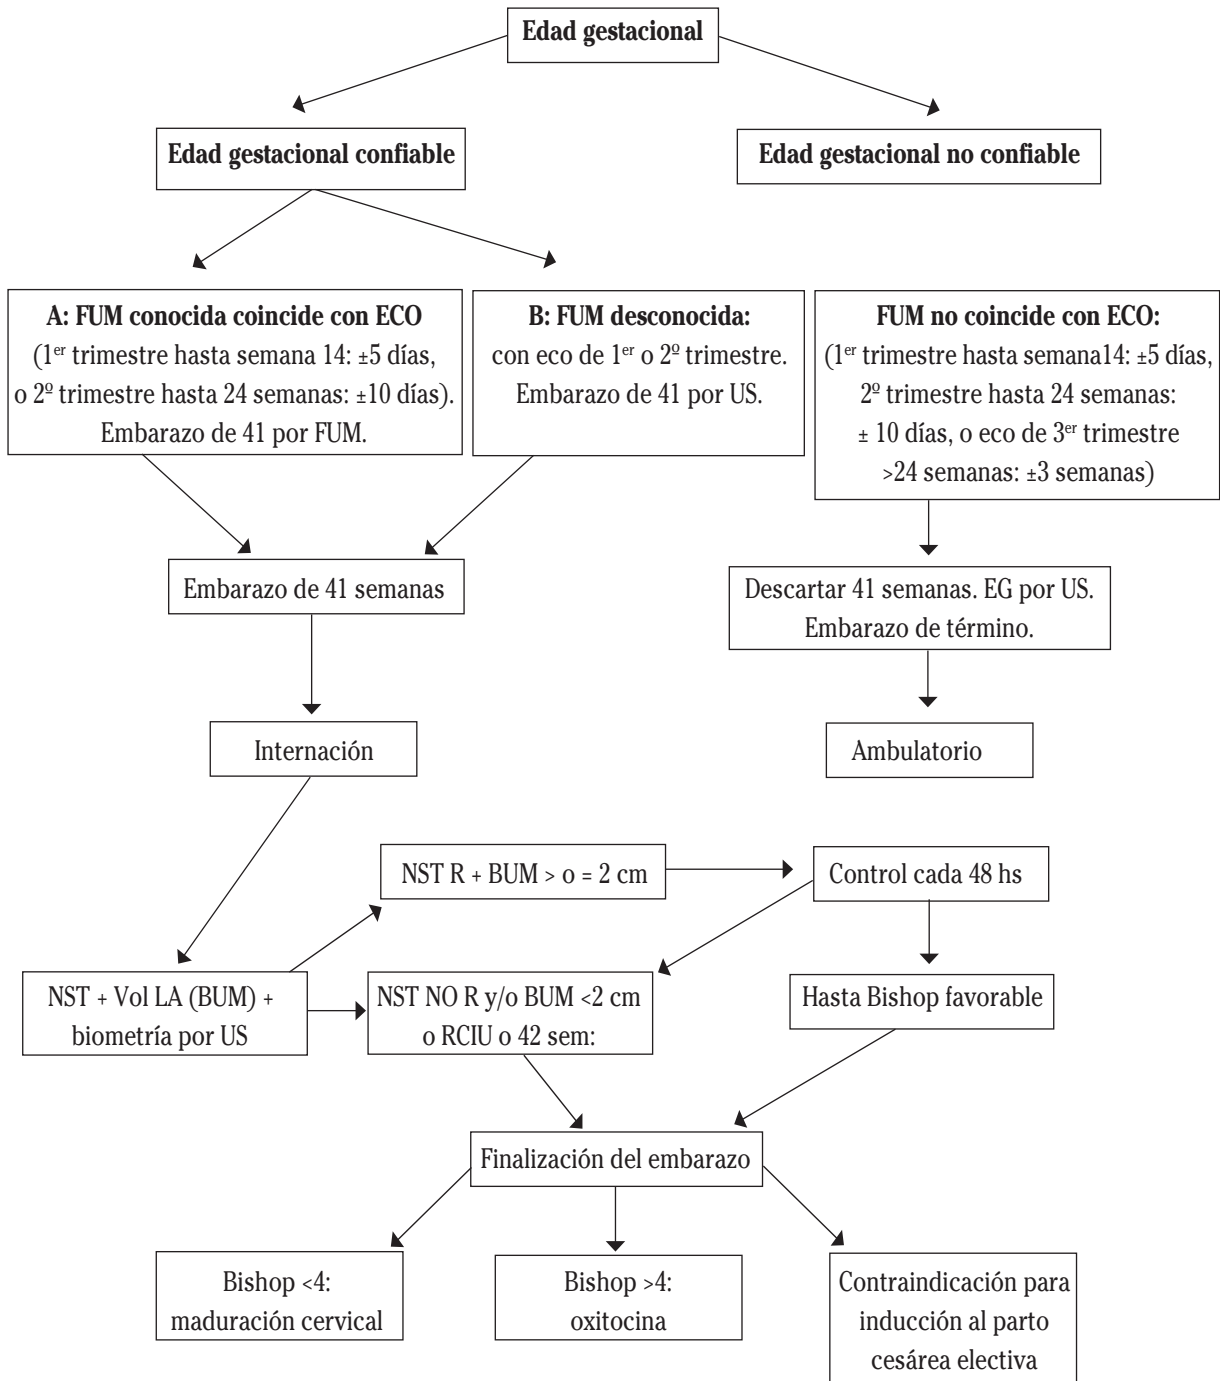 Edad gestacional
Edad gestacional confiable
Edad gestacional no confiable
A: FUM conocida coincide con ECO
(1er trimestre hasta semana 14: ±5 días,
o 2º trimestre hasta 24 semanas: ±10 días).
Embarazo de 41 por FUM.
B: FUM desconocida:
con eco de 1er o 2º trimestre.
Embarazo de 41 por US.
FUM no coincide con ECO:
(1er trimestre hasta semana14: ±5 días,
2º trimestre hasta 24 semanas:
± 10 días, o eco de 3er trimestre
>24 semanas: ±3 semanas)
Embarazo de 41 semanas
Descartar 41 semanas. EG por US.
Embarazo de término.
Internación
Ambulatorio
NST R + BUM > o = 2 cm
Control cada 48 hs
NST + Vol LA (BUM) +
biometría por US
NST NO R y/o BUM <2 cm
o RCIU o 42 sem:
Hasta Bishop favorable
Finalización del embarazo
Bishop <4:
maduración cervical
Bishop >4:
oxitocina
Contraindicación para
inducción al parto
cesárea electiva